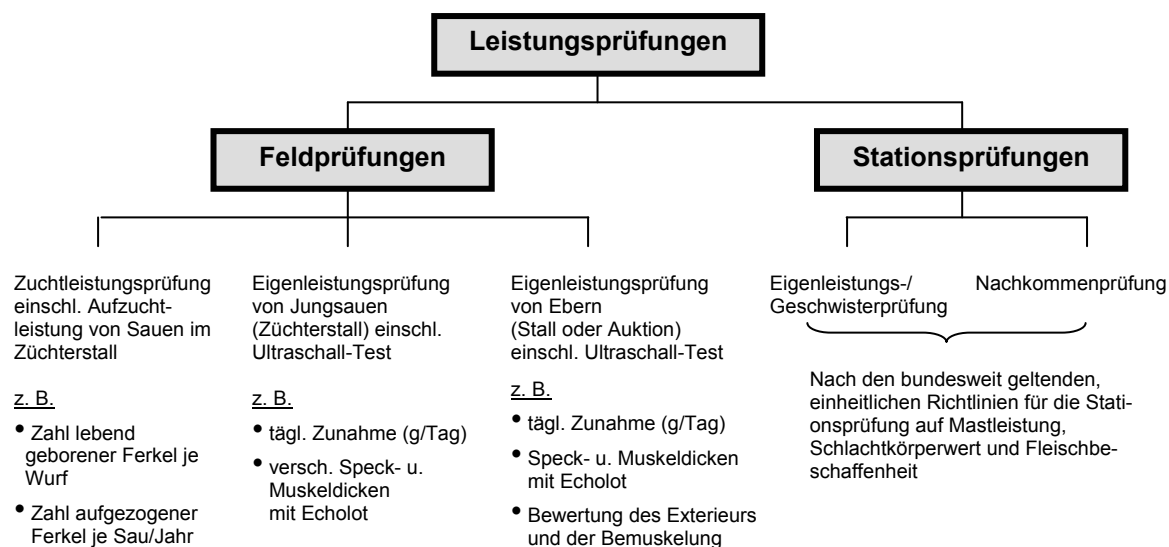 Leistungsprüfungen
Feldprüfungen
Stationsprüfungen
Zuchtleistungsprüfung
einschl. Aufzucht-
leistung von Sauen im
Züchterstall
z. B.
• Zahl lebend
geborener Ferkel je
Wurf
• Zahl aufgezogener
Ferkel je Sau/Jahr
Eigenleistungsprüfung
von Jungsauen
(Züchterstall) einschl.
Ultraschall-Test
z. B.
• tägl. Zunahme (g/Tag)
• versch. Speck- u.
Muskeldicken
mit Echolot
Eigenleistungsprüfung
von Ebern
(Stall oder Auktion)
einschl. Ultraschall-Test
z. B.
• tägl. Zunahme (g/Tag)
• Speck- u. Muskeldicken
mit Echolot
• Bewertung des Exterieurs
und der Bemuskelung
Eigenleistungs-/
Geschwisterprüfung
Nachkommenprüfung
Nach den bundesweit geltenden,
einheitlichen Richtlinien für die Stati-
onsprüfung auf Mastleistung,
Schlachtkörperwert und Fleischbe-
schaffenheit